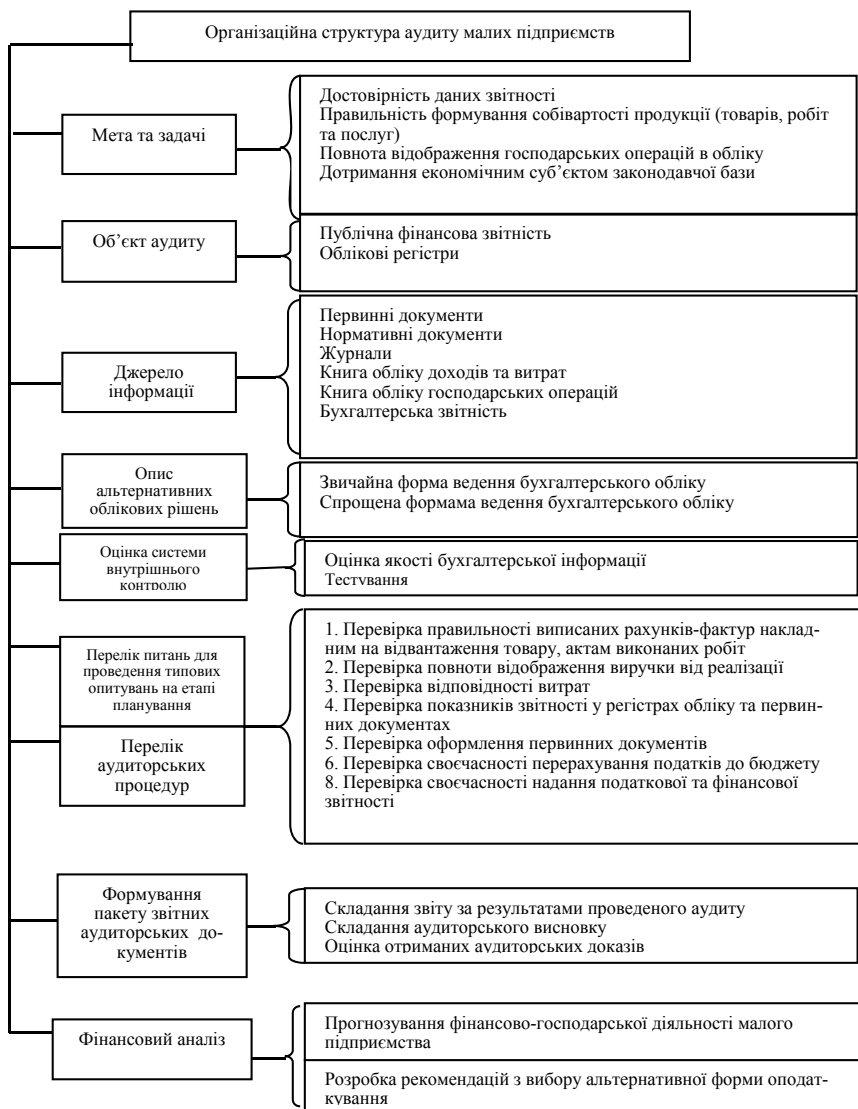 Організаційна структура аудиту малих підприємств
Мета та задачі
Достовірність даних звітності
Правильність формування собівартості продукції (товарів, робіт
та послуг)
Повнота відображення господарських операцій в обліку
Дотримання економічним суб’єктом законодавчої бази
Об’єкт аудиту
Публічна фінансова звітність
Облікові регістри
Джерело
інформації
Первинні документи
Нормативні документи
Журнали
Книга обліку доходів та витрат
Книга обліку господарських операцій
Бухгалтерська звітність
Опис
альтернативних
облікових рішень
Звичайна форма ведення бухгалтерського обліку
Спрощена формама ведення бухгалтерського обліку
Оцінка системи
внутрішнього
контролю
Оцінка якості бухгалтерської інформації
Тестування
Перелік питань для
проведення типових
опитувань на етапі
планування
Перелік
аудиторських
процедур
1. Перевірка правильності виписаних рахунків-фактур наклад-
ним на відвантаження товару, актам виконаних робіт
2. Перевірка повноти відображення виручки від реалізації
3. Перевірка відповідності витрат
4. Перевірка показників звітності у регістрах обліку та первин-
них документах
5. Перевірка оформлення первинних документів
6. Перевірка своєчасності перерахування податків до бюджету
8. Перевірка своєчасності надання податкової та фінансової
звітності
Формування
пакету звітних
аудиторських до-
кументів
Складання звіту за результатами проведеного аудиту
Складання аудиторського висновку
Оцінка отриманих аудиторських доказів
Фінансовий аналіз
Прогнозування фінансово-господарської діяльності малого
підприємства
Розробка рекомендацій з вибору альтернативної форми оподат-
кування